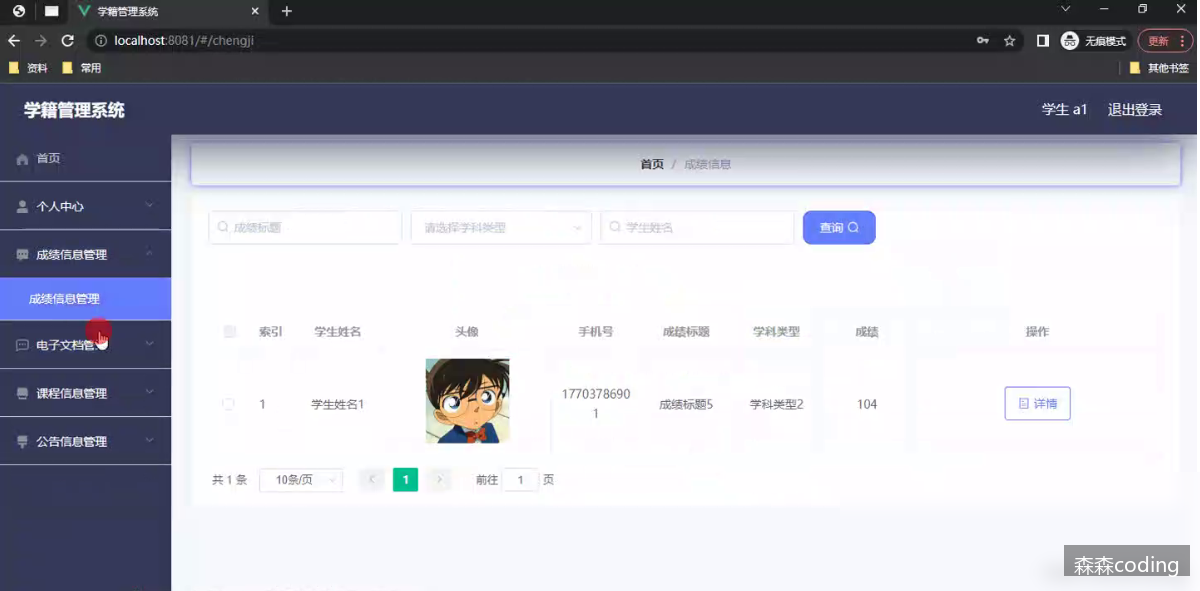 学籍管理系统
localhost:8081/#/chengji
无痕模式
更新
资料
常用
其他书签
学籍管理系统
学生 a1
退出登录
首页
个人中心
成绩信息管理
成绩信息管理
电子文档管
课程信息管理
公告信息管理
首页 / 成绩信息
成绩标题
请选择学科类型
学生姓名
查询
索引 学生姓名 头像 手机号 成绩标题 学科类型 成绩 操作
1 学生姓名1 1770378690 成绩标题5 学科类型2 104 详情
1
共 1 条 10条/页 1 前往 1 页
森森coding